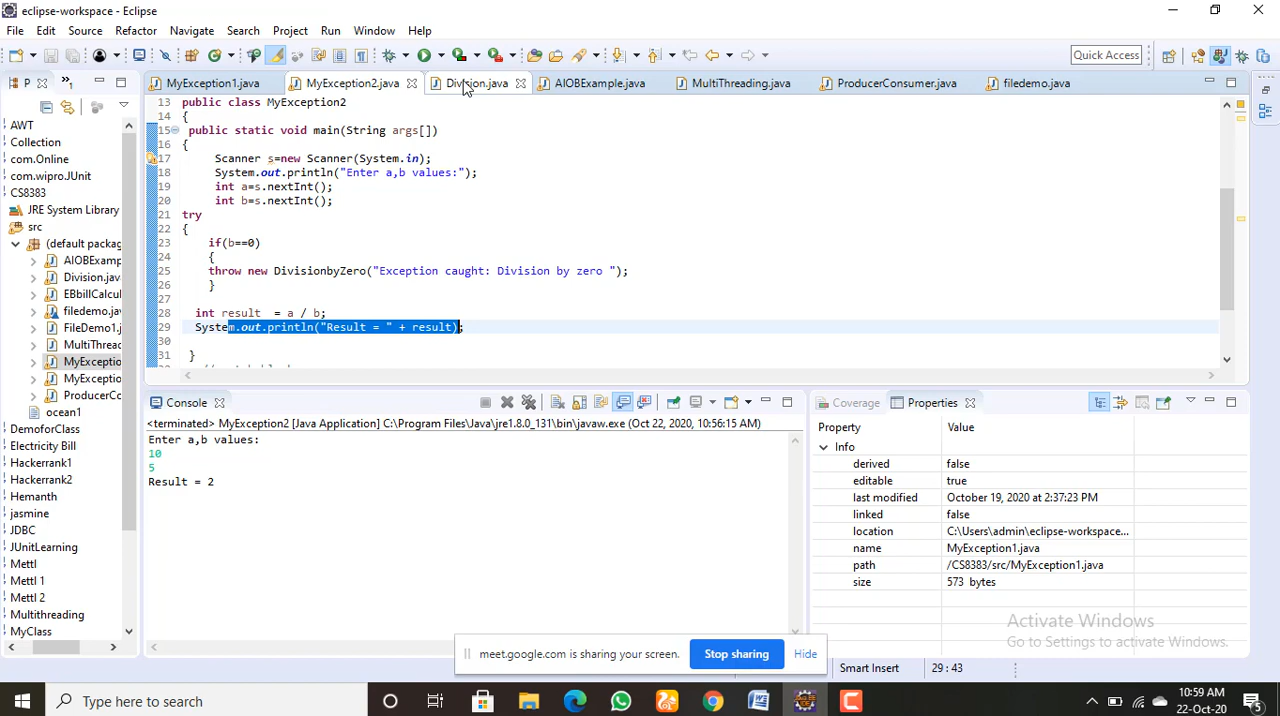 eclipse-workspace - Eclipse
File Edit Source Refactor Navigate Search Project Run Window Help
Quick Access
P
MyException1.java MyException2.java Division.java AIOBExample.java MultiThreading.java ProducerConsumer.java filedemo.java
AWT
Collection
com.Online
com.wipro.JUnit
CS8383
JRE System Library
src
(default packag
AIOBExamp
Division.java
EBbillCalcu
filedemo.ja
FileDemo1.
MultiThrea
MyExceptio
MyExceptio
ProducerCo
ocean1
DemoforClass
Electricity Bill
Hackerrank1
Hackerrank2
Hemanth
jasmine
JDBC
JUnitLearning
Mettl
Mettl 1
Mettl 2
Multithreading
MyClass
13 public class MyException2
14 {
15 public static void main(String args[])
16 {
17 Scanner s=new Scanner(System.in);
18 System.out.println("Enter a,b values:");
19 int a=s.nextInt();
20 int b=s.nextInt();
21 try
22 {
23 if(b==0)
24 {
25 throw new DivisionbyZero("Exception caught: Division by zero ");
26 }
27
28 int result = a / b;
29 System.out.println("Result = " + result);
30
31 }
Console
<terminated> MyException2 [Java Application] C:\Program Files\Java\jre1.8.0_131\bin\javaw.exe (Oct 22, 2020, 10:56:15 AM)
Enter a,b values:
10
5
Result = 2
Coverage Properties
Property Value
Info
derived false
editable true
last modified October 19, 2020 at 2:37:23 PM
linked false
location C:\Users\admin\eclipse-workspace...
name MyException1.java
path /CS8383/src/MyException1.java
size 573 bytes
Activate Windows
Go to Settings to activate Windows.
meet.google.com is sharing your screen. Stop sharing Hide
Smart Insert 29 : 43
Type here to search
10:59 AM
22-Oct-20
5